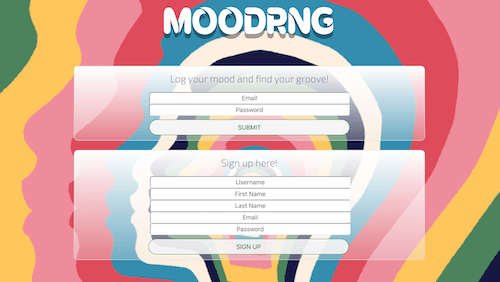 MOODRNG
Log your mood and find your groove!
Email
Password
SUBMIT
Sign up here!
Username
First Name
Last Name
Email
Password
SIGN UP